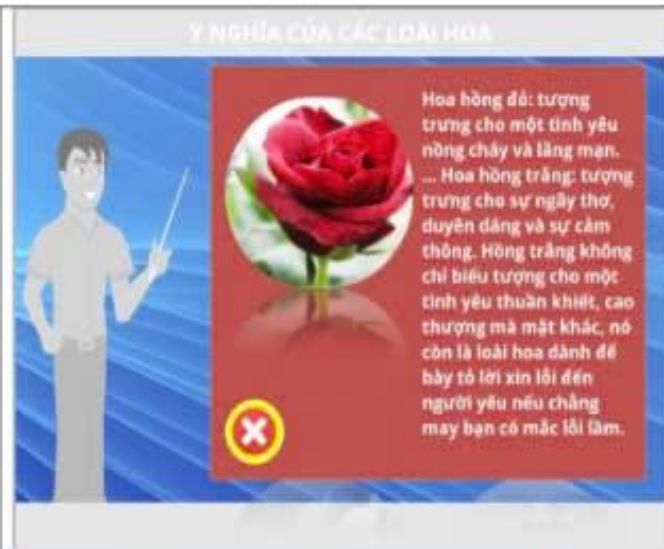 Ý NGHĨA CỦA CÁC LOÀI HOA
Hoa hồng đỏ: tượng
trưng cho một tình yêu
nồng cháy và lãng mạn.
... Hoa hồng trắng: tượng
trưng cho sự ngây thơ,
duyên dáng và sự cảm
thông. Hồng trắng không
chỉ biểu tượng cho một
tình yêu thuần khiết, cao
thượng mà mặt khác, nó
còn là loài hoa dành để
bày tỏ lời xin lỗi đến
người yêu nếu chẳng
may bạn có mắc lỗi lầm.